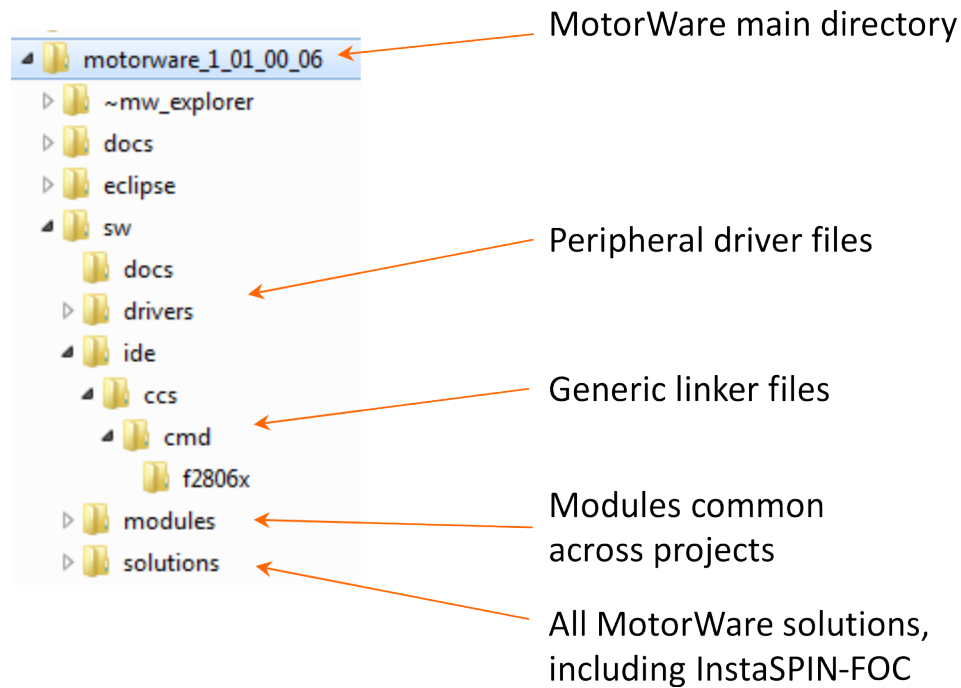 MotorWare main directory
motorware_1_01_00_06
~mw_explorer
docs
eclipse
sw
Peripheral driver files
docs
drivers
ide
Generic linker files
ccs
cmd
f2806x
Modules common
across projects
modules
solutions
All MotorWare solutions,
including InstaSPIN-FOC